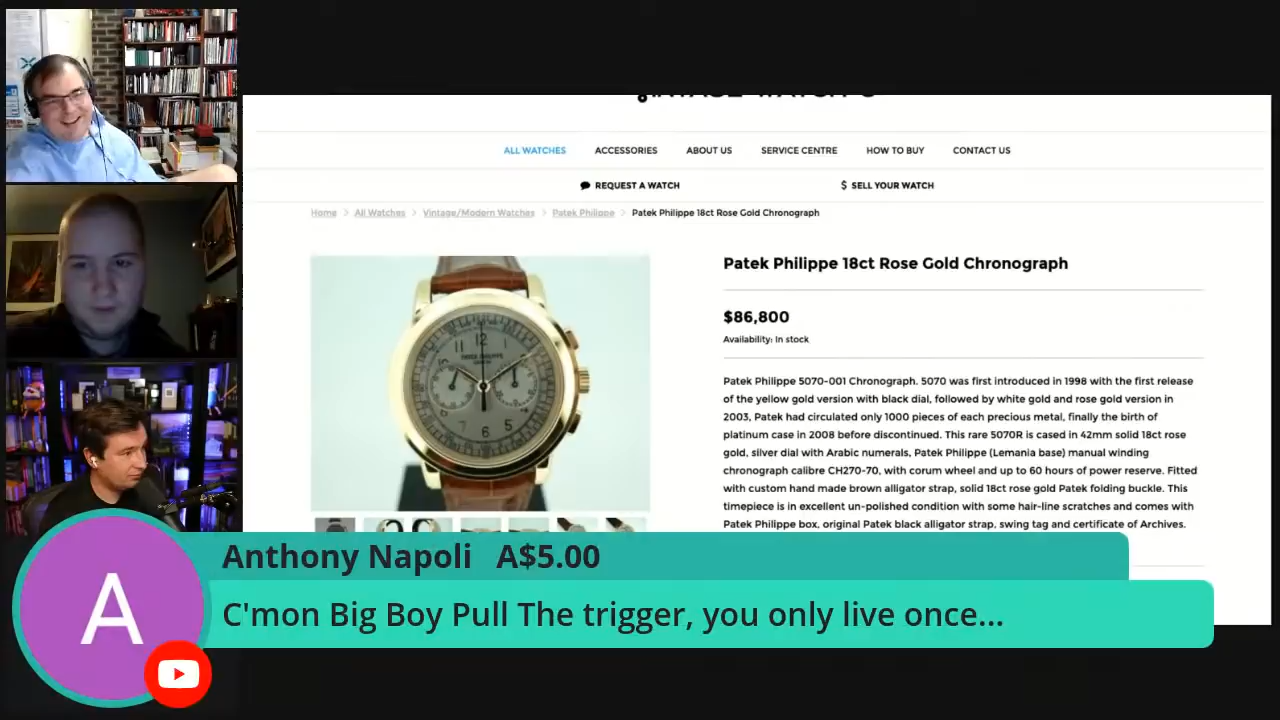 ALL WATCHES ACCESSORIES ABOUT US SERVICE CENTRE HOW TO BUY CONTACT US
REQUEST A WATCH $ SELL YOUR WATCH
Home > All Watches > Vintage/Modern Watches > Patek Philippe > Patek Philippe 18ct Rose Gold Chronograph
Patek Philippe 18ct Rose Gold Chronograph
$86,800
Availability: In stock
Patek Philippe 5070-001 Chronograph. 5070 was first introduced in 1998 with the first release
of the yellow gold version with black dial, followed by white gold and rose gold version in
2003, Patek had circulated only 1000 pieces of each precious metal, finally the birth of
platinum case in 2008 before discontinued. This rare 5070R is cased in 42mm solid 18ct rose
gold, silver dial with Arabic numerals, Patek Philippe (Lemania base) manual winding
chronograph calibre CH270-70, with corum wheel and up to 60 hours of power reserve. Fitted
with custom hand made brown alligator strap, solid 18ct rose gold Patek folding buckle. This
timepiece is in excellent un-polished condition with some hair-line scratches and comes with
Patek Philippe box, original Patek black alligator strap, swing tag and certificate of Archives.
12
PATEK PHILIPPE
5
6
7
Anthony Napoli A$5.00
A
C'mon Big Boy Pull The trigger, you only live once...